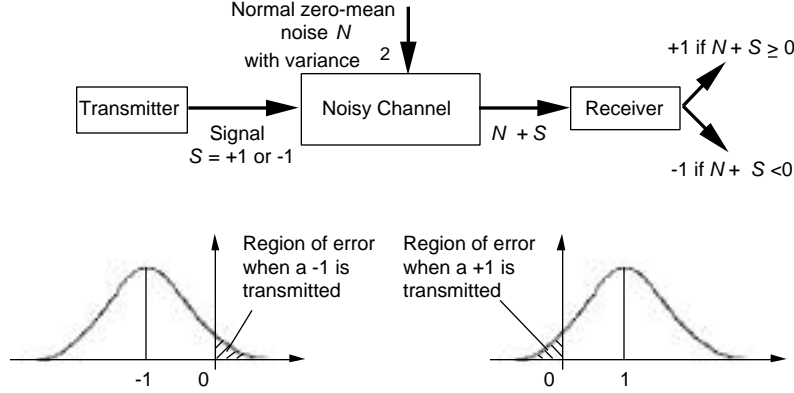 Normal zero-mean
noise N
with variance 2
Transmitter
Noisy Channel
Receiver
Signal
S = +1 or -1
N + S
+1 if N + S ≥ 0
-1 if N + S <0
Region of error
when a -1 is
transmitted
Region of error
when a +1 is
transmitted
-1
0
0
1